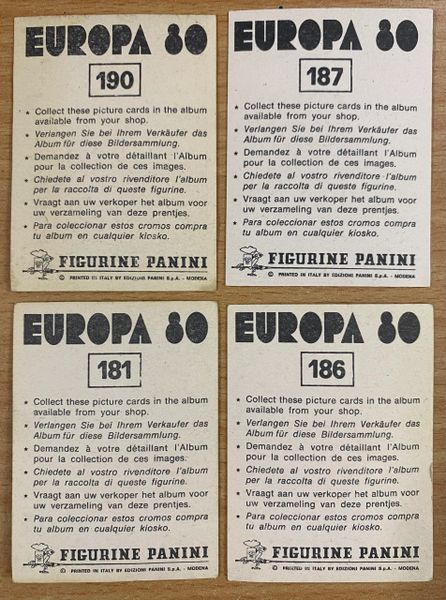 EUROPA 80
190
★ Collect these picture cards in the album
available from your shop.
★ Verlangen Sie bei Ihrem Verkäufer das
Album für diese Bildersammlung.
★ Demandez à votre détaillant l'Album
pour la collection de ces images.
★ Chiedete al vostro rivenditore l'album
per la raccolta di queste figurine.
★ Vraagt aan uw verkoper het album voor
uw verzameling van deze prentjes.
★ Para coleccionar estos cromos compra
tu album en cualquier kiosko.
FIGURINE PANINI
© PRINTED IN ITALY BY EDIZIONI PANINI S.p.A. - MODENA
EUROPA 80
187
★ Collect these picture cards in the album
available from your shop.
★ Verlangen Sie bei Ihrem Verkäufer das
Album für diese Bildersammlung.
★ Demandez à votre détaillant l'Album
pour la collection de ces images.
★ Chiedete al vostro rivenditore l'album
per la raccolta di queste figurine.
★ Vraagt aan uw verkoper het album voor
uw verzameling van deze prentjes.
★ Para coleccionar estos cromos compra
tu album en cualquier kiosko.
FIGURINE PANINI
© PRINTED IN ITALY BY EDIZIONI PANINI S.p.A. - MODENA
EUROPA 80
181
★ Collect these picture cards in the album
available from your shop.
★ Verlangen Sie bei Ihrem Verkäufer das
Album für diese Bildersammlung.
★ Demandez à votre détaillant l'Album
pour la collection de ces images.
★ Chiedete al vostro rivenditore l'album
per la raccolta di queste figurine.
★ Vraagt aan uw verkoper het album voor
uw verzameling van deze prentjes.
★ Para coleccionar estos cromos compra
tu album en cualquier kiosko.
FIGURINE PANINI
© PRINTED IN ITALY BY EDIZIONI PANINI S.p.A. - MODENA
EUROPA 80
186
★ Collect these picture cards in the album
available from your shop.
★ Verlangen Sie bei Ihrem Verkäufer das
Album für diese Bildersammlung.
★ Demandez à votre détaillant l'Album
pour la collection de ces images.
★ Chiedete al vostro rivenditore l'album
per la raccolta di queste figurine.
★ Vraagt aan uw verkoper het album voor
uw verzameling van deze prentjes.
★ Para coleccionar estos cromos compra
tu album en cualquier kiosko.
FIGURINE PANINI
© PRINTED IN ITALY BY EDIZIONI PANINI S.p.A. - MODENA